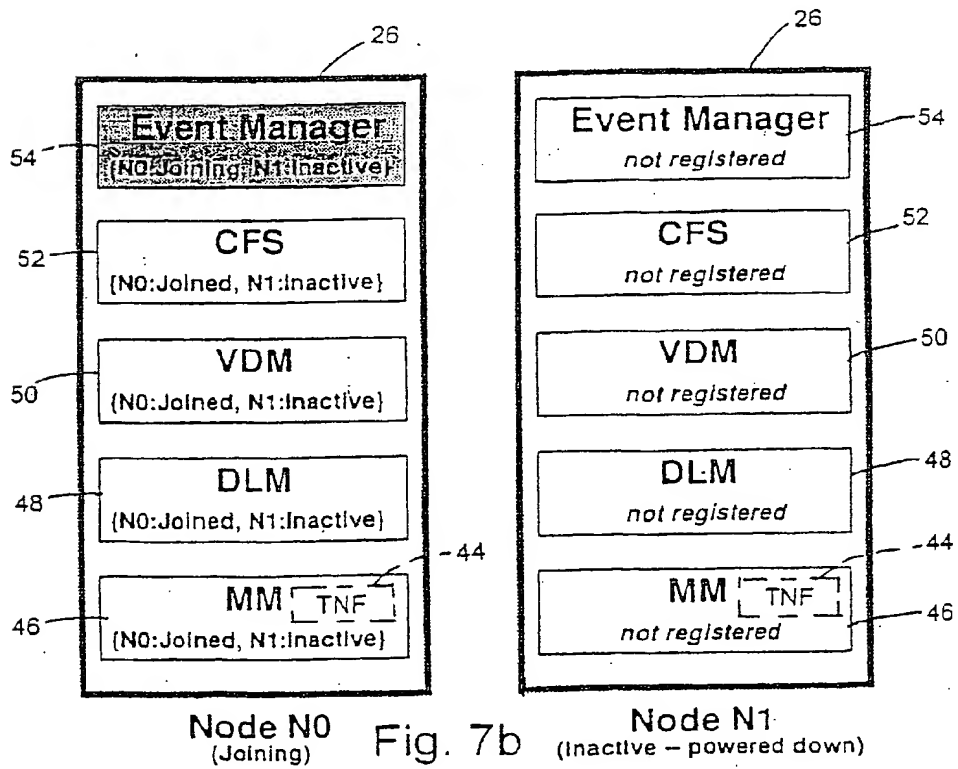 26
Event Manager
54
{N0:Joining, N1:Inactive}
CFS
52
{N0:Joined, N1:Inactive}
VDM
50
{N0:Joined, N1:Inactive}
DLM
48
{N0:Joined, N1:Inactive}
44
MM
TNF
46
{N0:Joined, N1:Inactive}
Node N0
(Joining)
26
Event Manager
54
not registered
CFS
52
not registered
VDM
50
not registered
DLM
48
not registered
44
MM
TNF
46
not registered
Node N1
(Inactive – powered down)
Fig. 7b